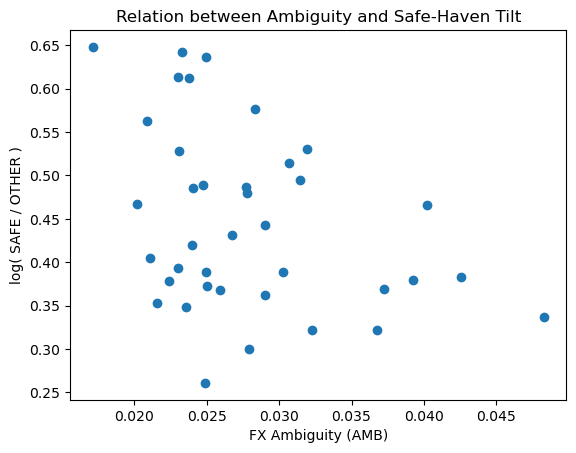 Relation between Ambiguity and Safe-Haven Tilt
log( SAFE / OTHER )
0.65
0.60
0.55
0.50
0.45
0.40
0.35
0.30
0.25
0.020 0.025 0.030 0.035 0.040 0.045
FX Ambiguity (AMB)